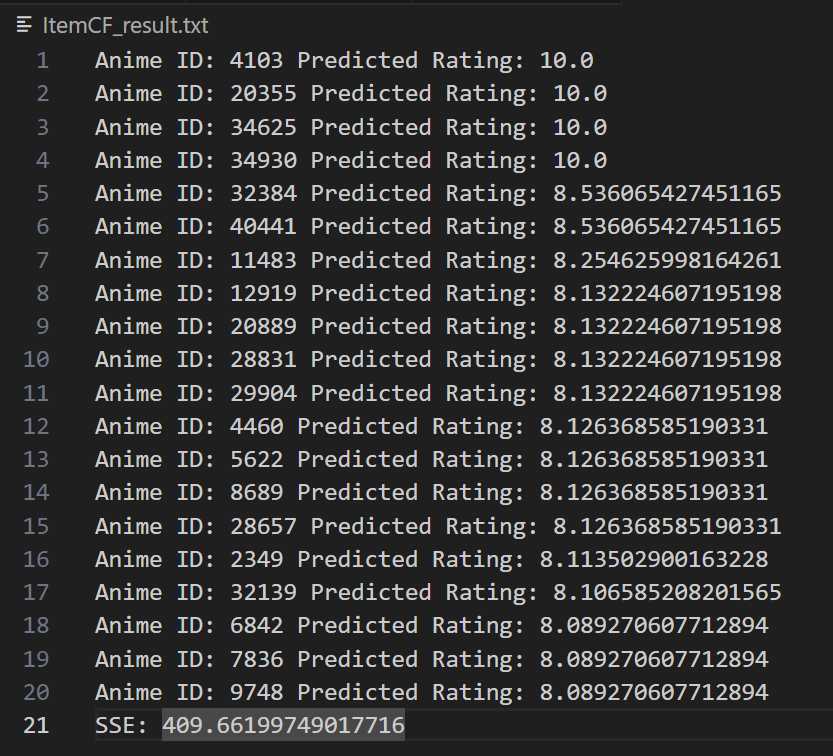 ItemCF_result.txt
1 Anime ID: 4103 Predicted Rating: 10.0
2 Anime ID: 20355 Predicted Rating: 10.0
3 Anime ID: 34625 Predicted Rating: 10.0
4 Anime ID: 34930 Predicted Rating: 10.0
5 Anime ID: 32384 Predicted Rating: 8.536065427451165
6 Anime ID: 40441 Predicted Rating: 8.536065427451165
7 Anime ID: 11483 Predicted Rating: 8.254625998164261
8 Anime ID: 12919 Predicted Rating: 8.132224607195198
9 Anime ID: 20889 Predicted Rating: 8.132224607195198
10 Anime ID: 28831 Predicted Rating: 8.132224607195198
11 Anime ID: 29904 Predicted Rating: 8.132224607195198
12 Anime ID: 4460 Predicted Rating: 8.126368585190331
13 Anime ID: 5622 Predicted Rating: 8.126368585190331
14 Anime ID: 8689 Predicted Rating: 8.126368585190331
15 Anime ID: 28657 Predicted Rating: 8.126368585190331
16 Anime ID: 2349 Predicted Rating: 8.113502900163228
17 Anime ID: 32139 Predicted Rating: 8.106585208201565
18 Anime ID: 6842 Predicted Rating: 8.089270607712894
19 Anime ID: 7836 Predicted Rating: 8.089270607712894
20 Anime ID: 9748 Predicted Rating: 8.089270607712894
21 SSE: 409.66199749017716